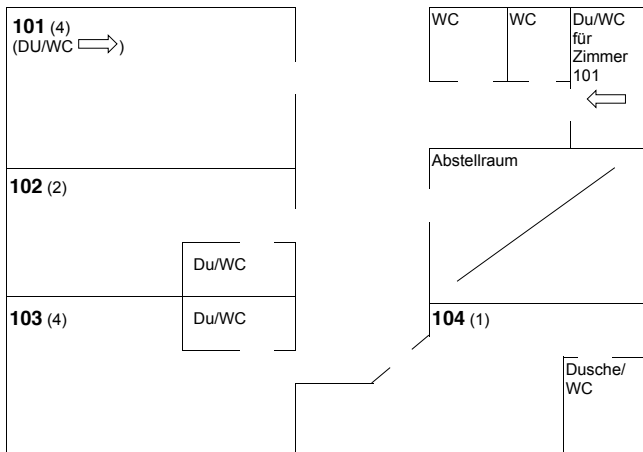 101 (4)
(DU/WC )
WC
WC
Du/WC
für
Zimmer
101
Abstellraum
102 (2)
Du/WC
103 (4)
Du/WC
104 (1)
Dusche/
WC